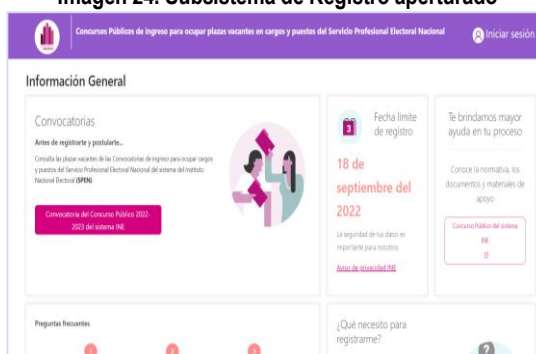 Imagen 24. Subsistema de Registro aperturado
Concursos Públicos de ingreso para ocupar plazas vacantes en cargos y puestos del Servicio Profesional Electoral Nacional
Iniciar sesión
Información General
Convocatorias
Antes de registrarte y postularte...
Consulta las plazas vacantes de las Convocatorias de ingreso para ocupar cargos
y puestos del Servicio Profesional Electoral Nacional del sistema del Instituto
Nacional Electoral (SPEN).
Convocatoria del Concurso Público 2022-
2023 del sistema INE
3
Fecha límite
de registro
18 de
septiembre del
2022
La seguridad de tus datos es
importante para nosotros
Aviso de privacidad INE
Te brindamos mayor
ayuda en tu proceso
Conoce la normativa, los
documentos y materiales de
apoyo
Concurso Público del sistema
INE
Preguntas frecuentes
1
2
3
¿Qué necesito para
registrarme?
?